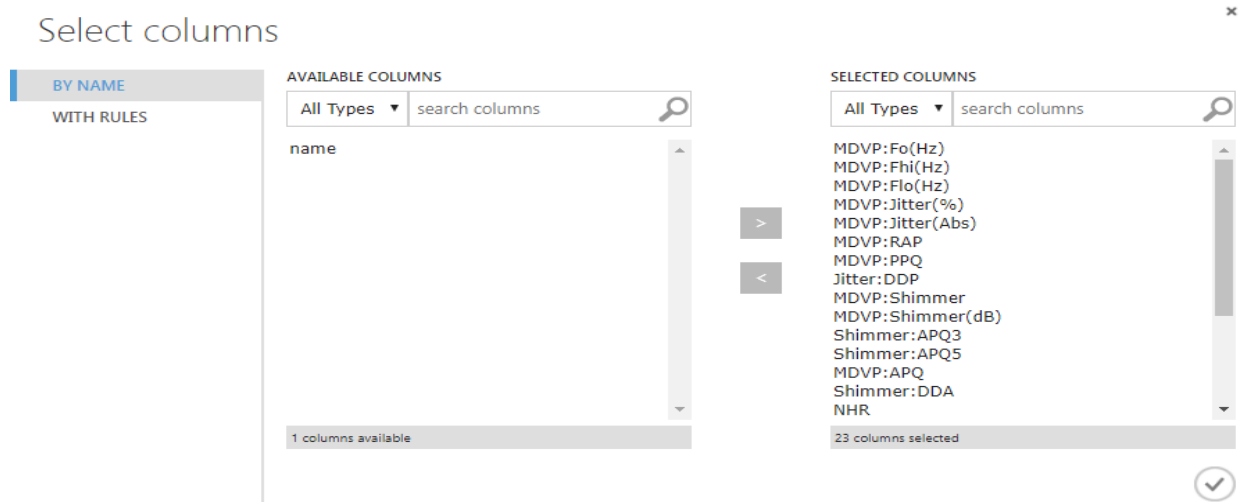 Select columns
BY NAME
WITH RULES
AVAILABLE COLUMNS
All Types
search columns
name
1 columns available
>
<
SELECTED COLUMNS
All Types
search columns
MDVP:Fo(Hz)
MDVP:Fhi(Hz)
MDVP:Flo(Hz)
MDVP:Jitter(%)
MDVP:Jitter(Abs)
MDVP:RAP
MDVP:PPQ
Jitter:DDP
MDVP:Shimmer
MDVP:Shimmer(dB)
Shimmer:APQ3
Shimmer:APQ5
MDVP:APQ
Shimmer:DDA
NHR
23 columns selected